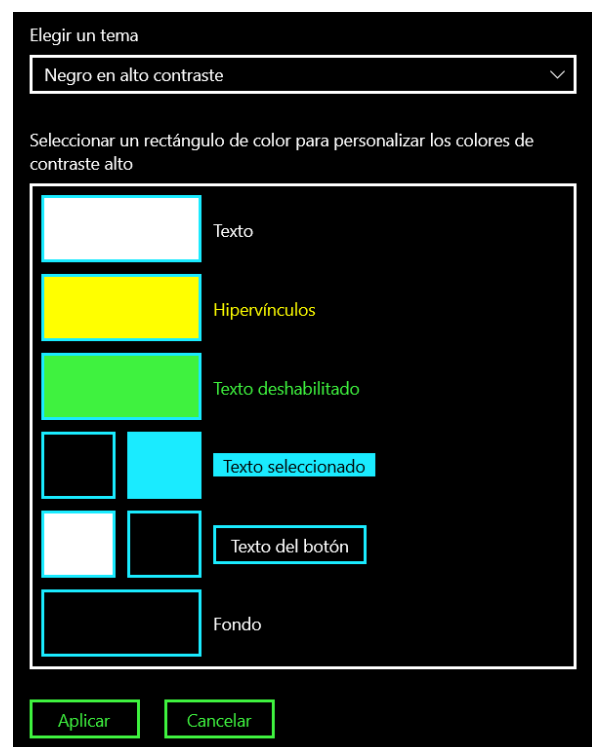 Elegir un tema
Negro en alto contraste
Seleccionar un rectángulo de color para personalizar los colores de
contraste alto
Texto
Hipervínculos
Texto deshabilitado
Texto seleccionado
Texto del botón
Fondo
Aplicar
Cancelar